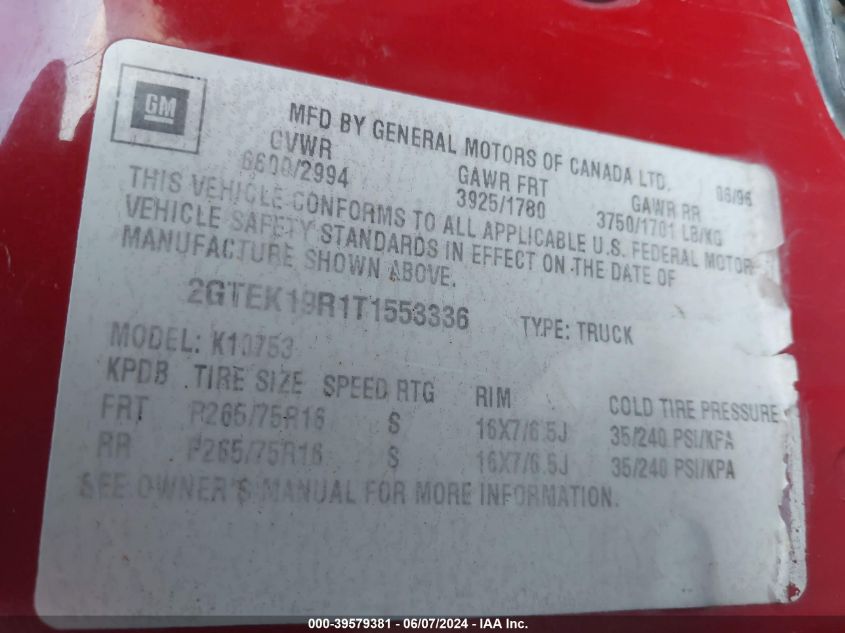 GM
MFD BY GENERAL MOTORS OF CANADA LTD. 06/96
GVWR GAWR FRT GAWR RR
6600/2994 3925/1780 3750/1701 LB/KG
THIS VEHICLE CONFORMS TO ALL APPLICABLE U.S. FEDERAL MOTOR
VEHICLE SAFETY STANDARDS IN EFFECT ON THE DATE OF
MANUFACTURE SHOWN ABOVE.
2GTEK19R1T1553336 TYPE: TRUCK
MODEL: K10753
KPDB TIRE SIZE SPEED RTG RIM COLD TIRE PRESSURE
FRT P265/75R16 S 16X7/6.5J 35/240 PSI/KPA
RR P265/75R16 S 16X7/6.5J 35/240 PSI/KPA
SEE OWNER'S MANUAL FOR MORE INFORMATION.
000-39579381 - 06/07/2024 - IAA Inc.